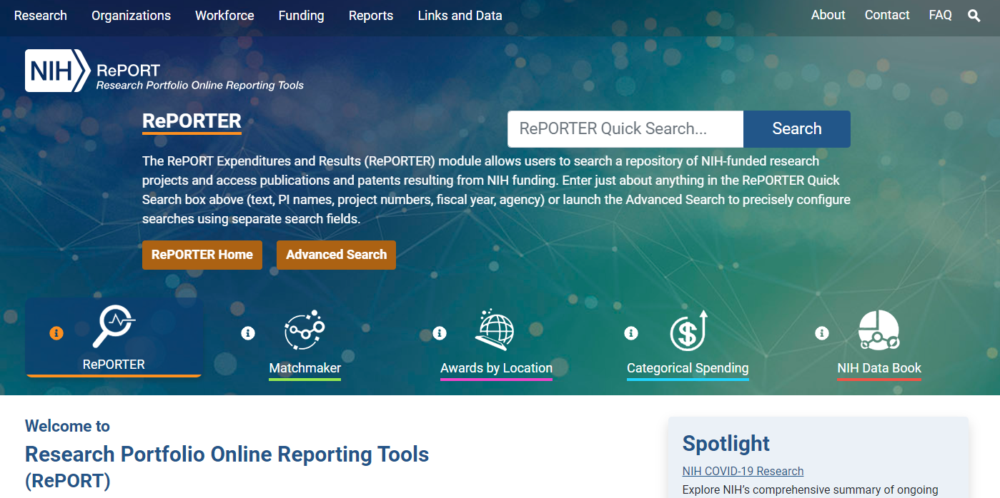 Research Organizations Workforce Funding Reports Links and Data About Contact FAQ
NIH RePORT
Research Portfolio Online Reporting Tools
RePORTER
RePORTER Quick Search... Search
The RePORT Expenditures and Results (RePORTER) module allows users to search a repository of NIH-funded research
projects and access publications and patents resulting from NIH funding. Enter just about anything in the RePORTER Quick
Search box above (text, PI names, project numbers, fiscal year, agency) or launch the Advanced Search to precisely configure
searches using separate search fields.
RePORTER Home Advanced Search
RePORTER Matchmaker Awards by Location Categorical Spending NIH Data Book
Welcome to
Research Portfolio Online Reporting Tools
(RePORT)
Spotlight
NIH COVID-19 Research
Explore NIH’s comprehensive summary of ongoing